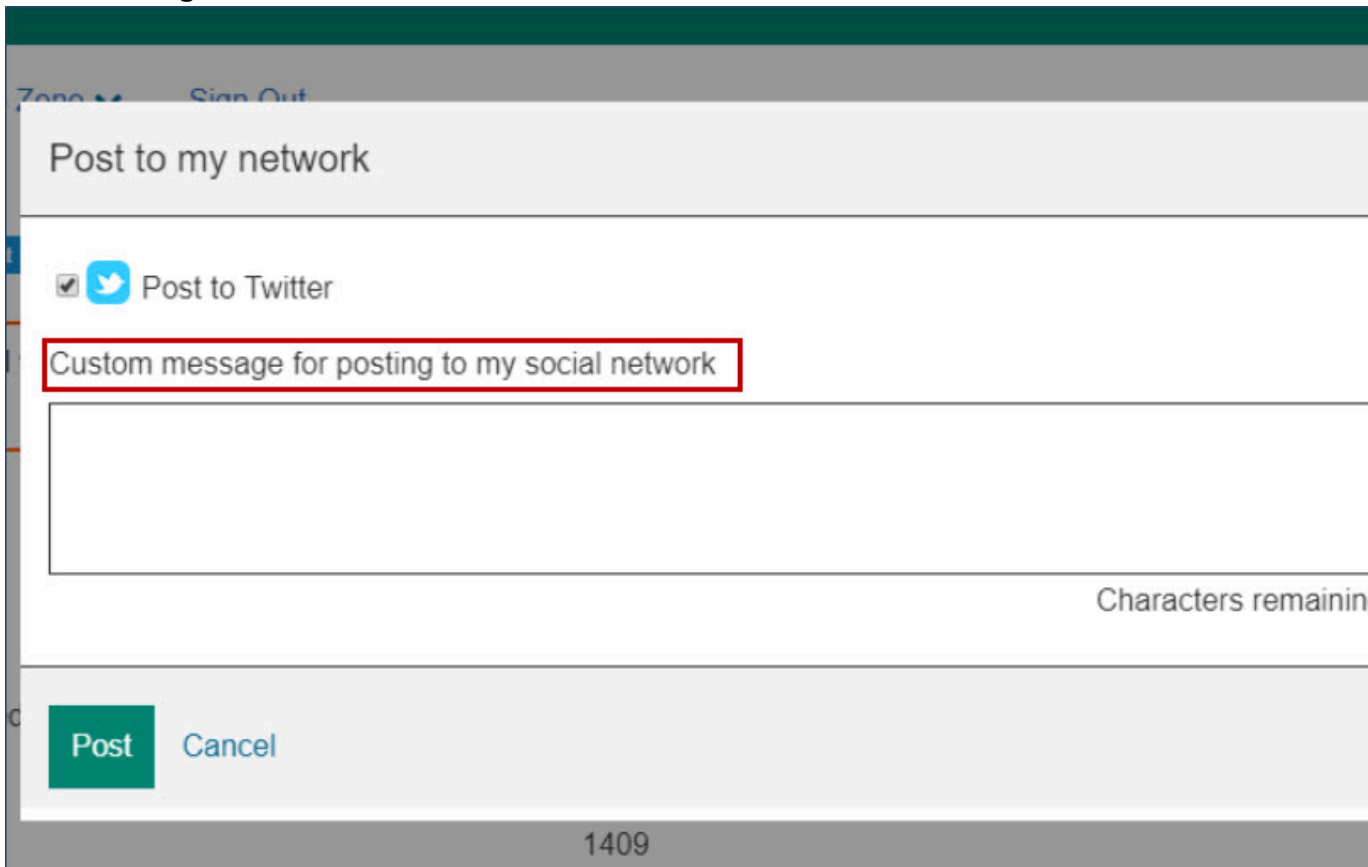 Zone Sign Out
Post to my network
Post to Twitter
Custom message for posting to my social network
Characters remainin
Post Cancel
1409